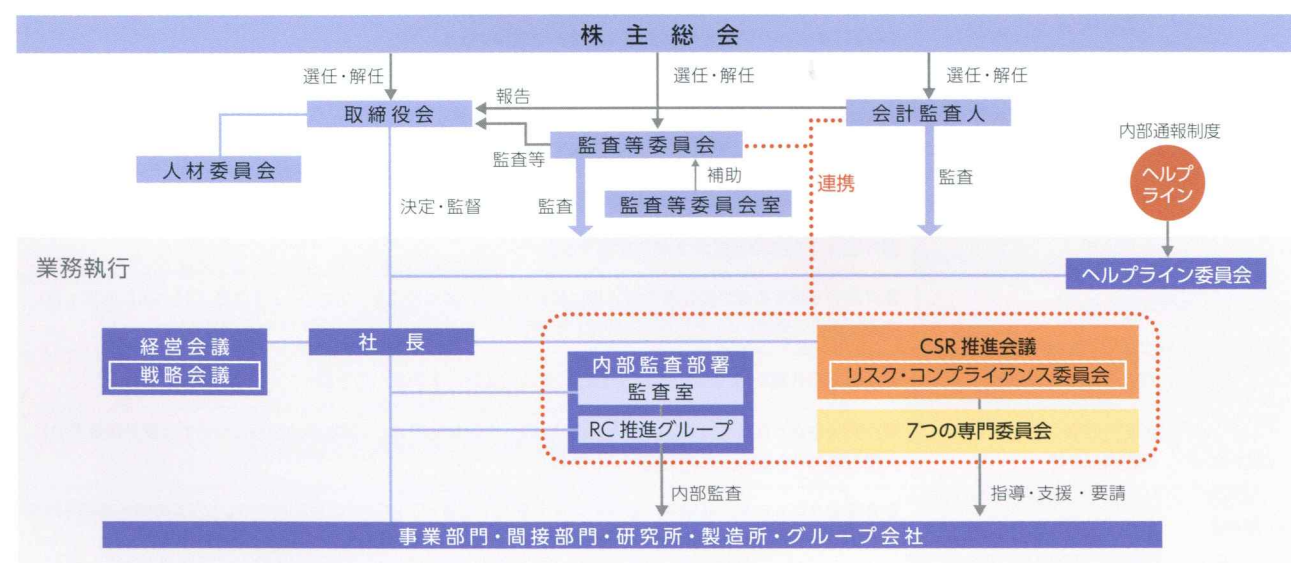 株主総会
選任・解任
選任・解任
選任・解任
報告
取締役会
会計監査人
内部通報制度
監査等委員会
監査等
人材委員会
補助
連携
監査
ヘルプ
ライン
決定・監督
監査
監査等委員会室
業務執行
ヘルプライン委員会
経営会議
戦略会議
社長
内部監査部署
監査室
RC推進グループ
CSR推進会議
リスク・コンプライアンス委員会
7つの専門委員会
内部監査
指導・支援・要請
事業部門・間接部門・研究所・製造所・グループ会社